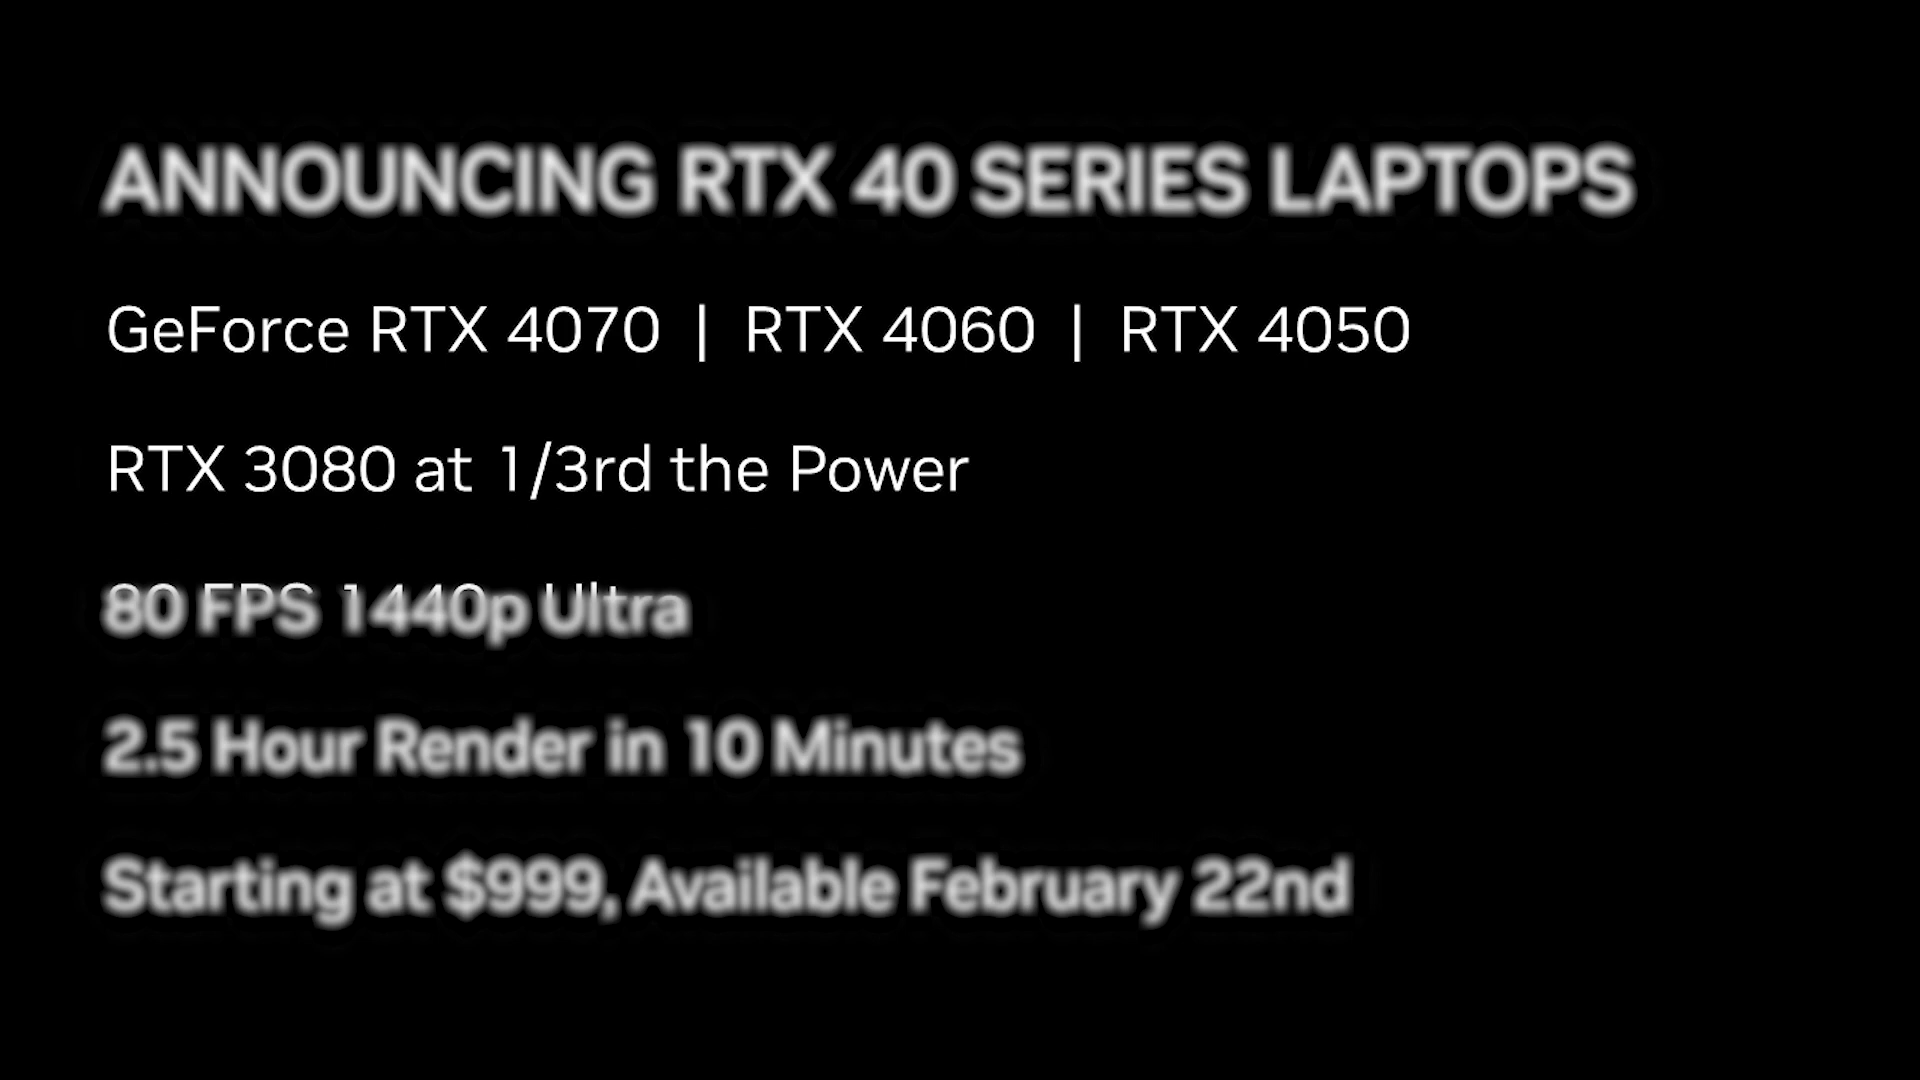 ANNOUNCING RTX 40 SERIES LAPTOPS
GeForce RTX 4070 | RTX 4060 | RTX 4050
RTX 3080 at 1/3rd the Power
80 FPS 1440p Ultra
2.5 Hour Render in 10 Minutes
Starting at $999, Available February 22nd